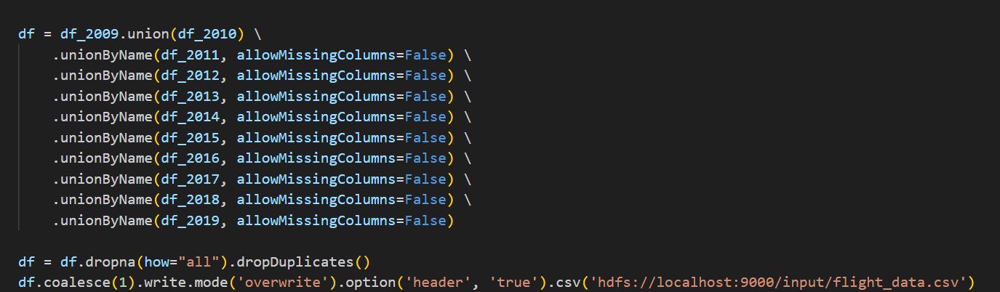 df = df_2009.union(df_2010) \
    .unionByName(df_2011, allowMissingColumns=False) \
    .unionByName(df_2012, allowMissingColumns=False) \
    .unionByName(df_2013, allowMissingColumns=False) \
    .unionByName(df_2014, allowMissingColumns=False) \
    .unionByName(df_2015, allowMissingColumns=False) \
    .unionByName(df_2016, allowMissingColumns=False) \
    .unionByName(df_2017, allowMissingColumns=False) \
    .unionByName(df_2018, allowMissingColumns=False) \
    .unionByName(df_2019, allowMissingColumns=False)

df = df.dropna(how="all").dropDuplicates()
df.coalesce(1).write.mode('overwrite').option('header', 'true').csv('hdfs://localhost:9000/input/flight_data.csv')